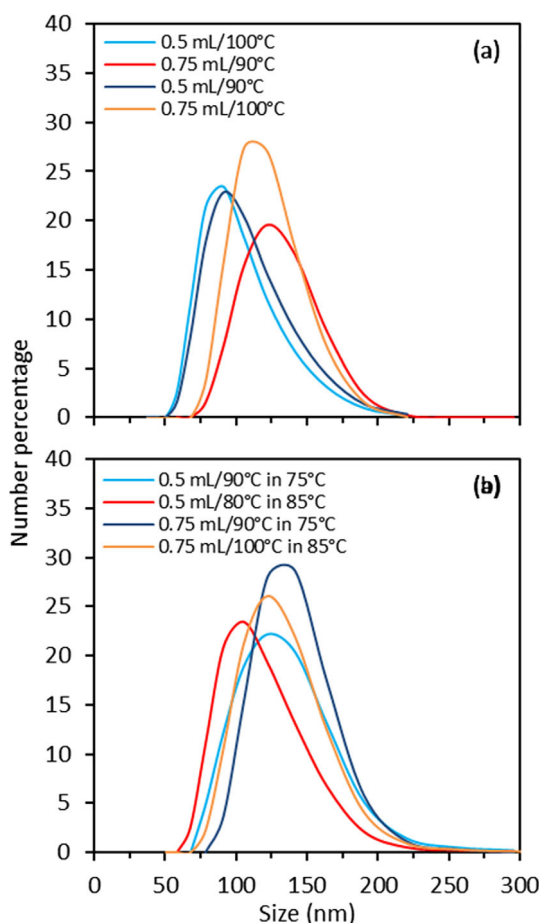 40
35
30
25
20
15
10
5
0
0.5 mL/100°C
0.75 mL/90°C
0.5 mL/90°C
0.75 mL/100°C
(a)
Number percentage
40
35
30
25
20
15
10
5
0
0.5 mL/90°C in 75°C
0.5 mL/80°C in 85°C
0.75 mL/90°C in 75°C
0.75 mL/100°C in 85°C
(b)
0 50 100 150 200 250 300
Size (nm)